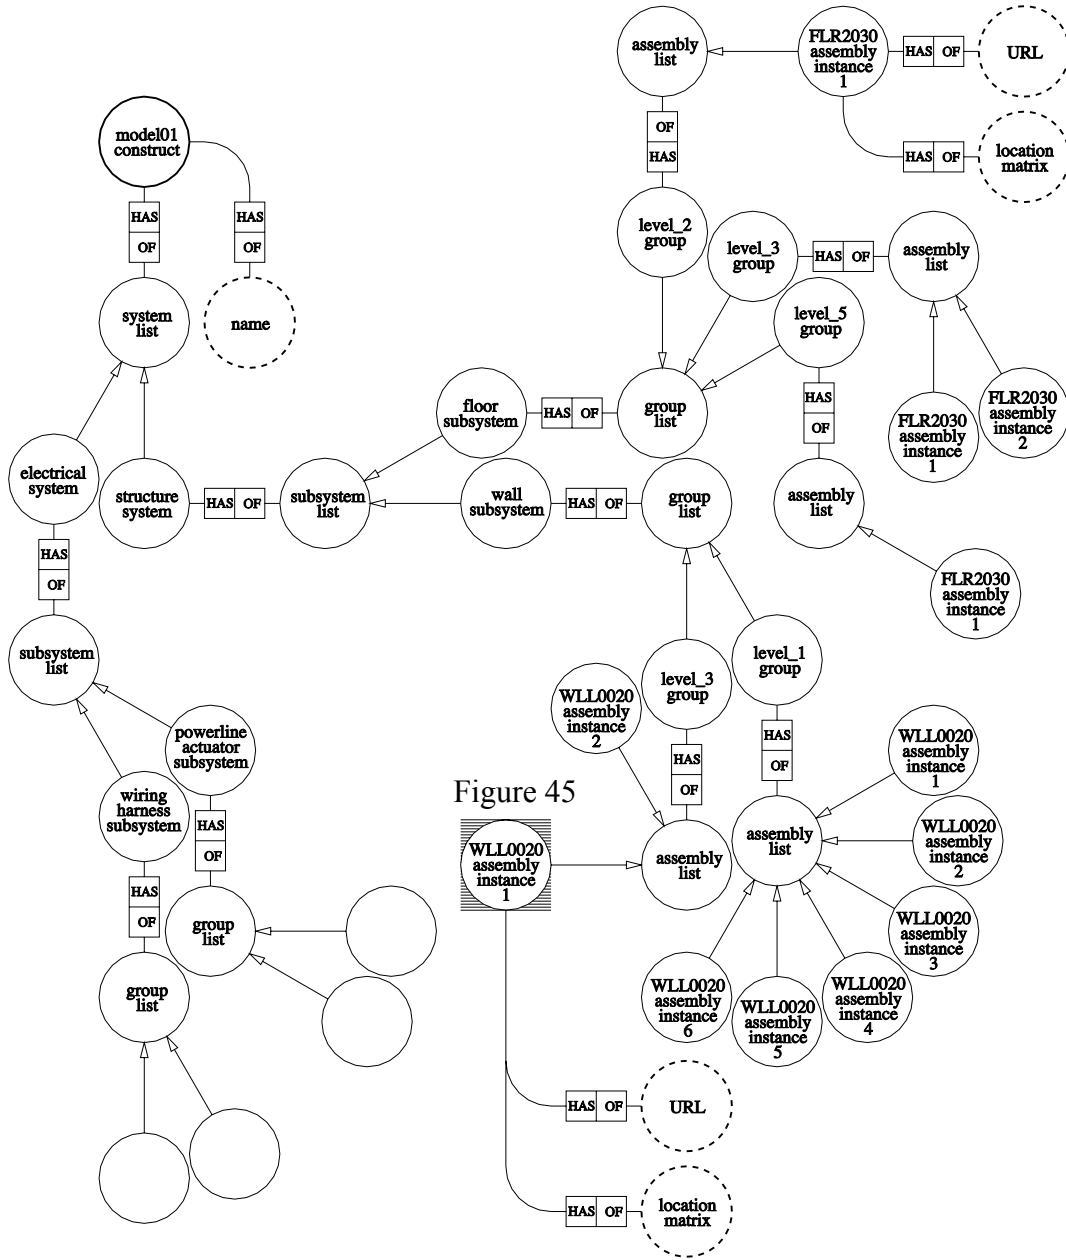 assembly
list
FLR2030
assembly
instance
1
HAS OF
URL
OF
HAS
HAS OF
location
matrix
model01
construct
HAS
OF
HAS
OF
level_2
group
level_3
group
HAS OF
assembly
list
system
list
name
level_5
group
floor
subsystem
HAS OF
group
list
HAS
OF
FLR2030
assembly
instance
1
FLR2030
assembly
instance
2
electrical
system
structure
system
HAS OF
subsystem
list
wall
subsystem
HAS OF
group
list
assembly
list
HAS
OF
FLR2030
assembly
instance
1
subsystem
list
level_3
group
level_1
group
WLL0020
assembly
instance
2
powerline
actuator
subsystem
HAS
OF
HAS
OF
WLL0020
assembly
instance
1
wiring
harness
subsystem
HAS
OF
Figure 45
WLL0020
assembly
instance
1
assembly
list
assembly
list
WLL0020
assembly
instance
2
HAS
OF
group
list
WLL0020
assembly
instance
3
group
list
WLL0020
assembly
instance
6
WLL0020
assembly
instance
5
WLL0020
assembly
instance
4
HAS OF
URL
HAS OF
location
matrix